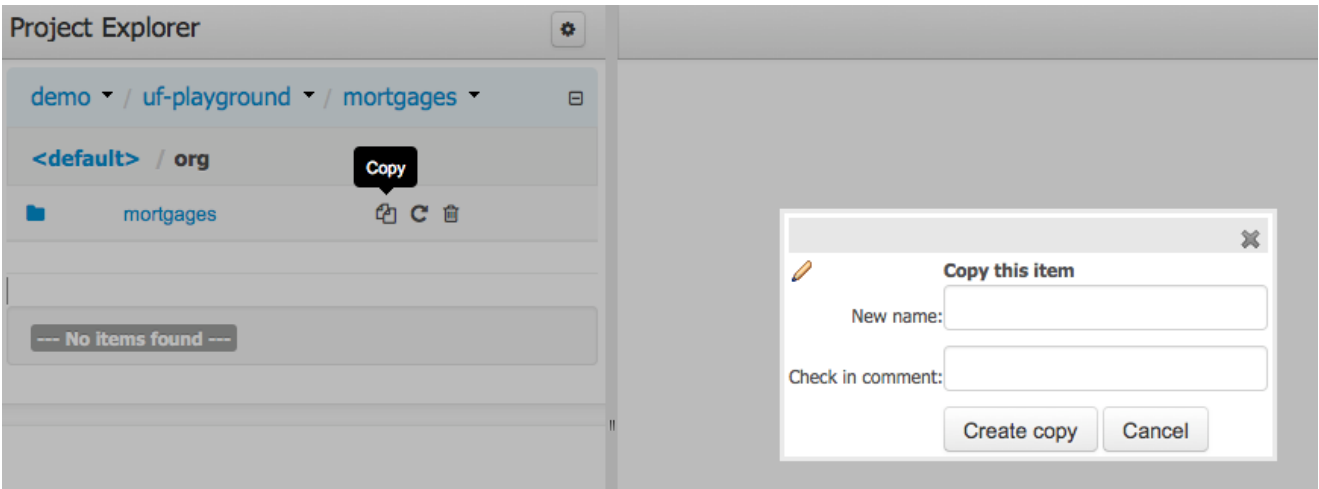 Project Explorer
demo / uf-playground / mortgages
<default> / org
Copy
mortgages
--- No items found ---
Copy this item
New name:
Check in comment:
Create copy Cancel